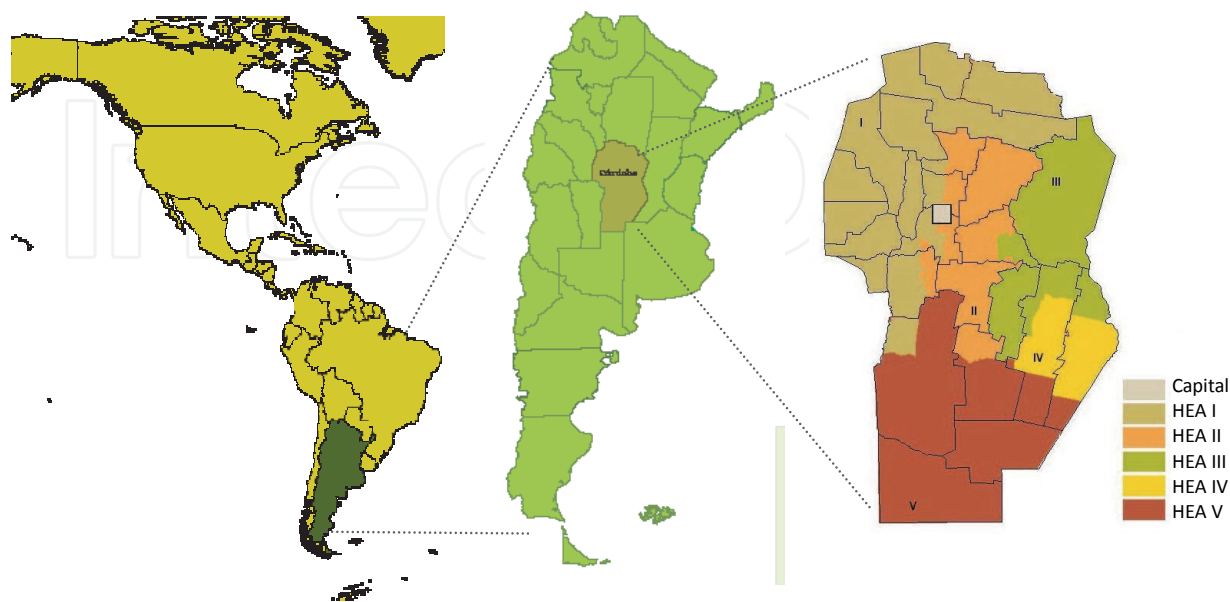 Córdoba
I
III
II
IV
V
Capital
HEA I
HEA II
HEA III
HEA IV
HEA V